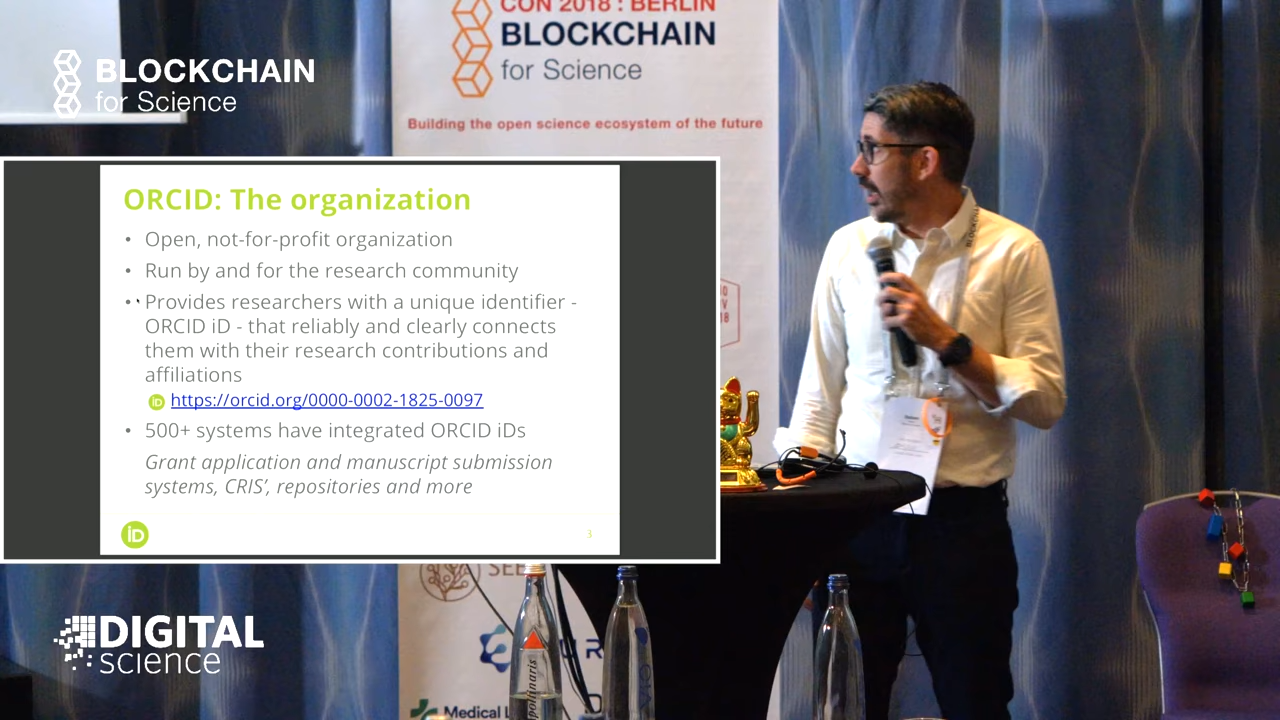 CON 2018 : BERLIN
BLOCKCHAIN
for Science
Building the open science ecosystem of the future
BLOCKCHAIN
for Science
ORCID: The organization
• Open, not-for-profit organization
• Run by and for the research community
• Provides researchers with a unique identifier -
ORCID iD - that reliably and clearly connects
them with their research contributions and
affiliations
iD https://orcid.org/0000-0002-1825-0097
• 500+ systems have integrated ORCID iDs
Grant application and manuscript submission
systems, CRIS', repositories and more
iD
3
BLOCKCHAIN
DIGITAL
science
Medical L